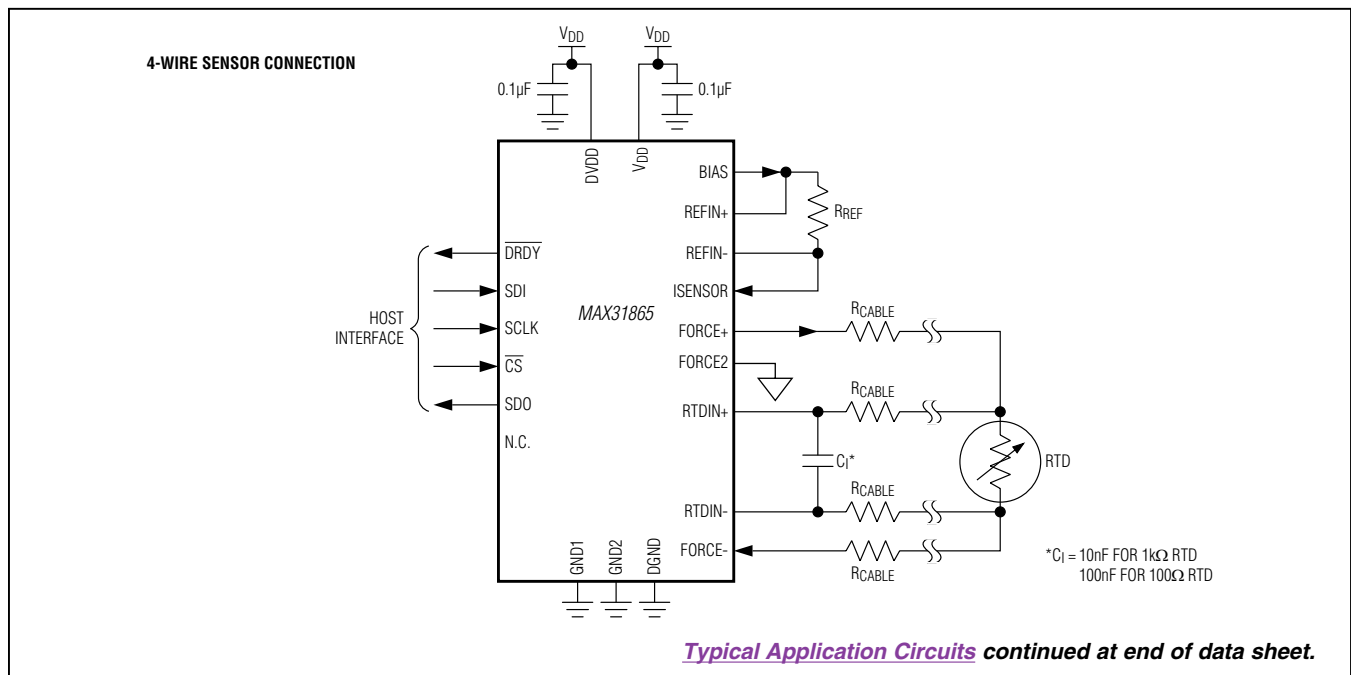 4-WIRE SENSOR CONNECTION
VDD
VDD
0.1µF
0.1µF
DVDD
VDD
BIAS
REFIN+
RREF
REFIN-
ISENSOR
DRDY
SDI
MAX31865
HOST
INTERFACE
SCLK
CS
SDO
N.C.
FORCE+
RCABLE
FORCE2
RTDIN+
RCABLE
CI*
RTD
RTDIN-
RCABLE
FORCE-
RCABLE
GND1
GND2
DGND
*CI = 10nF FOR 1kΩ RTD
100nF FOR 100Ω RTD
Typical Application Circuits continued at end of data sheet.